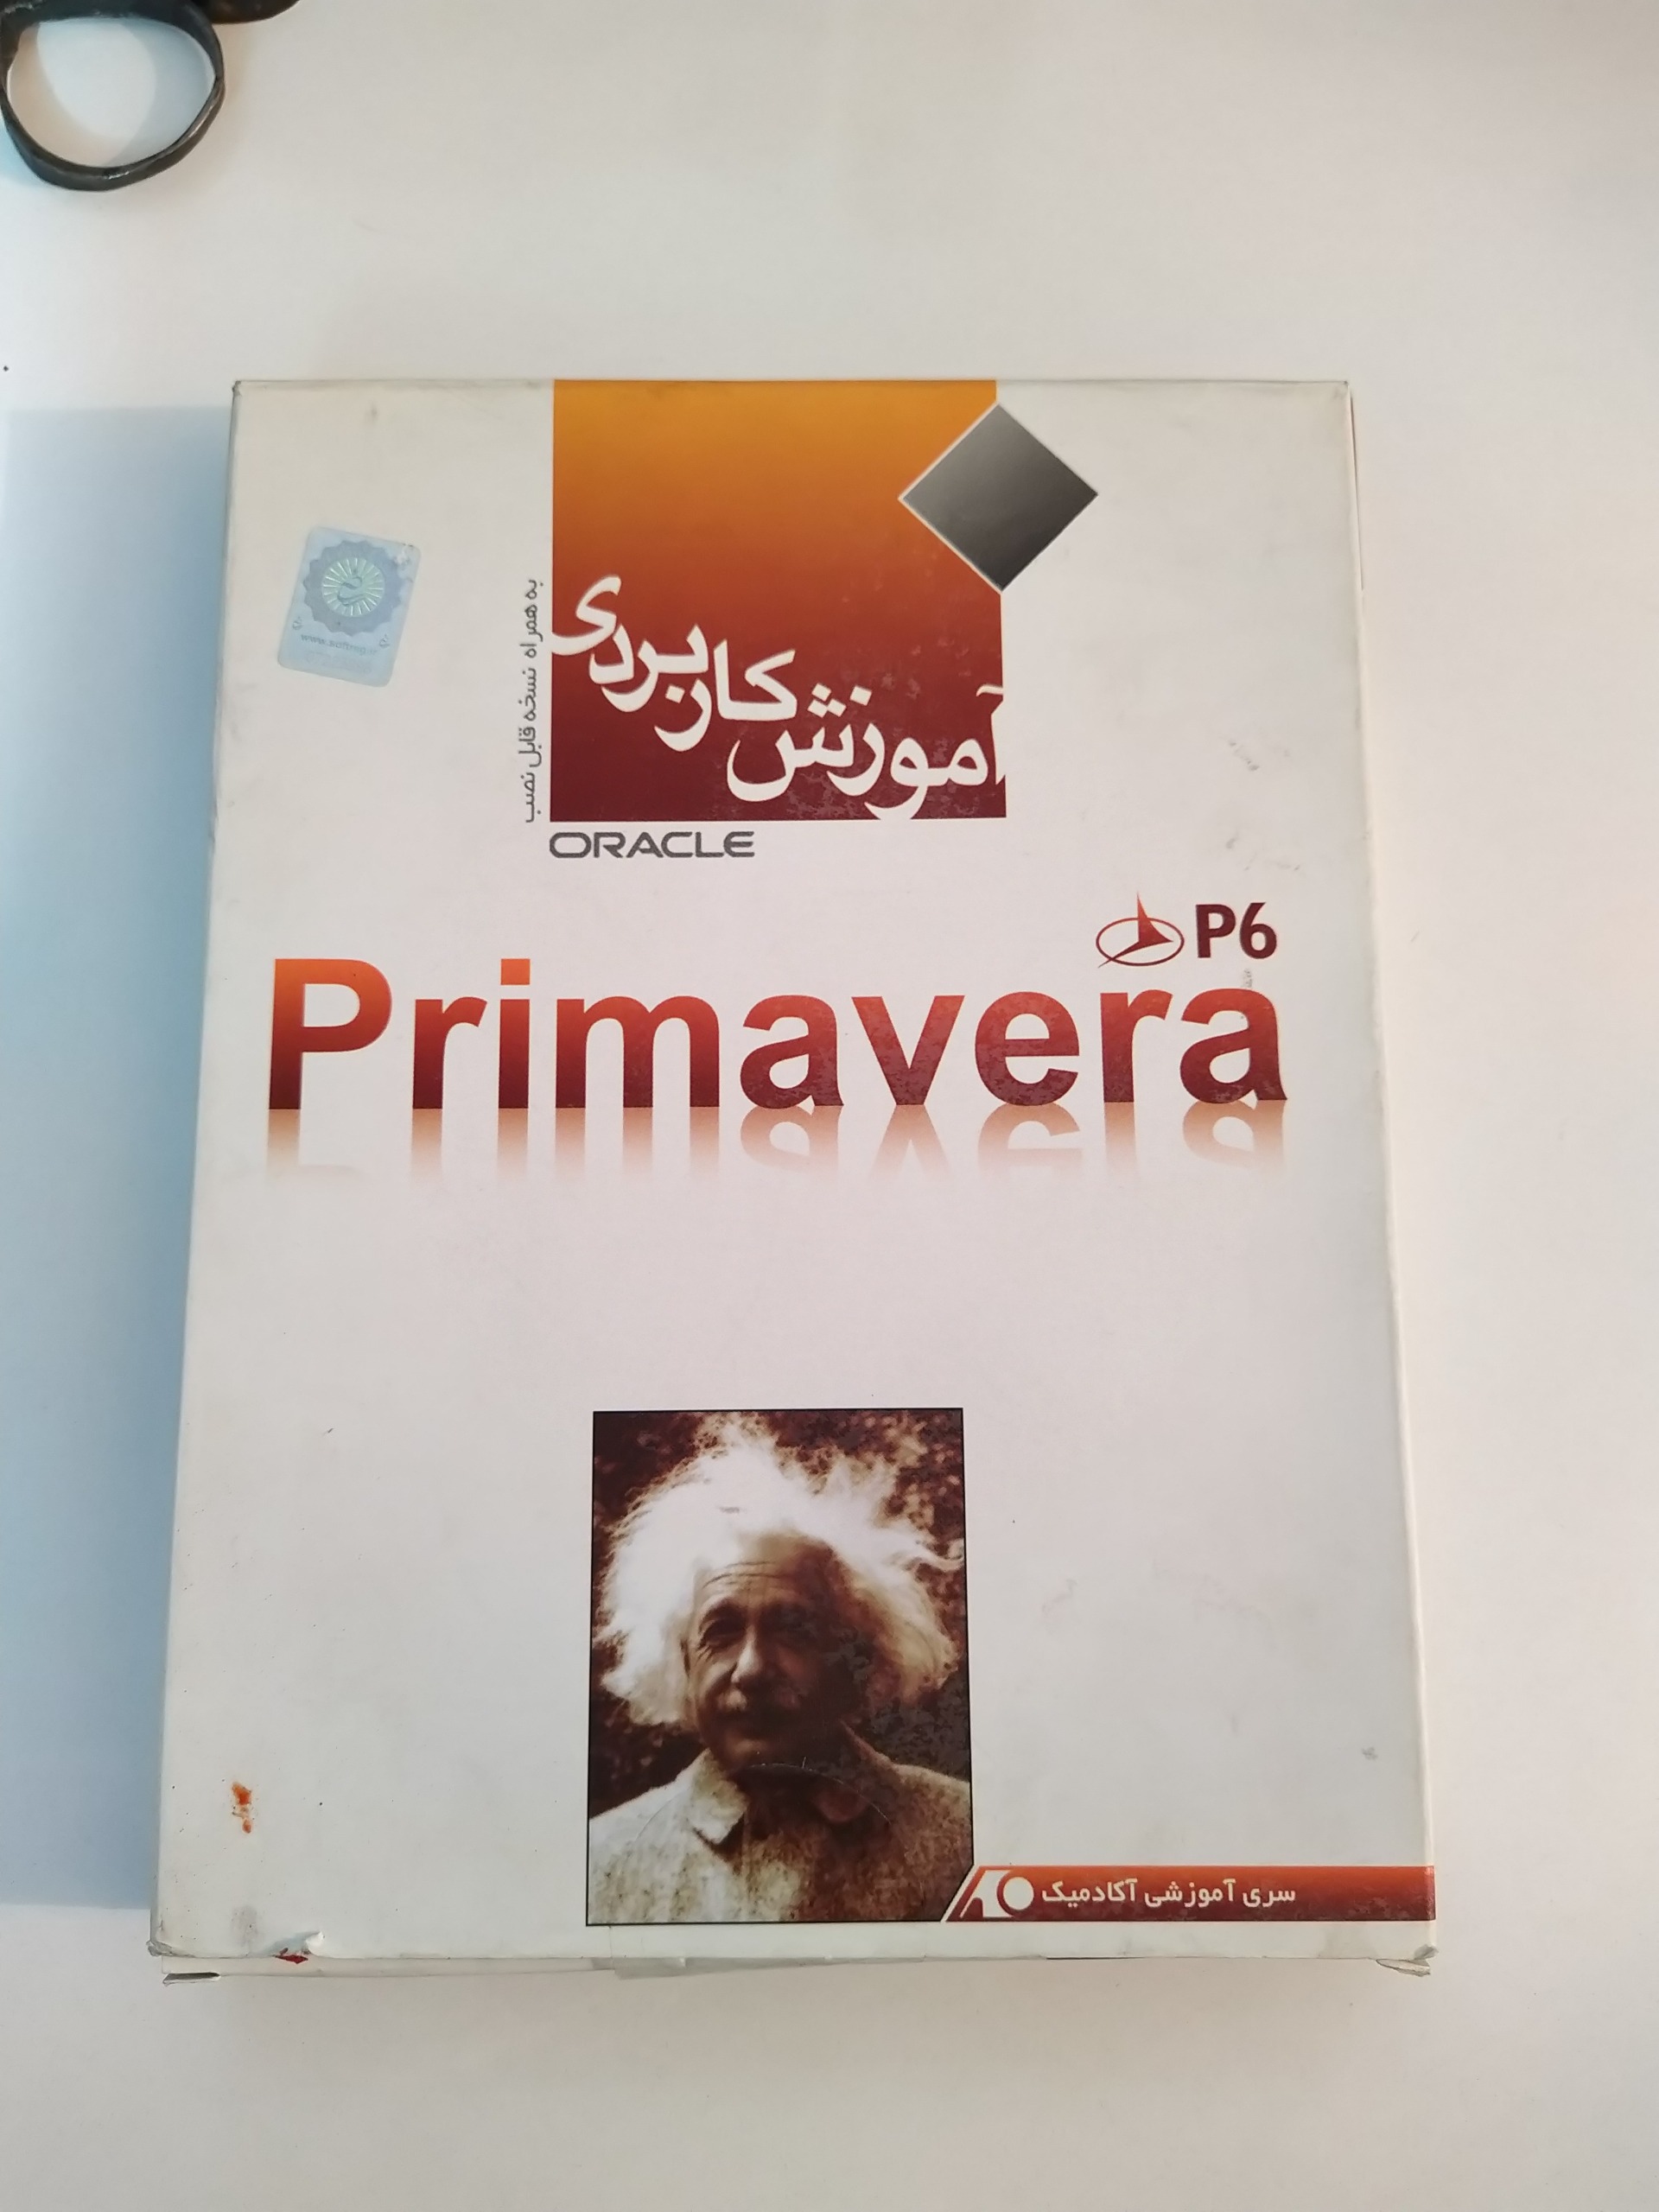 آموزش کاربردی
به همراه نسخه قابل نصب
ORACLE
P6
Primavera
سری آموزشی آکادمیک